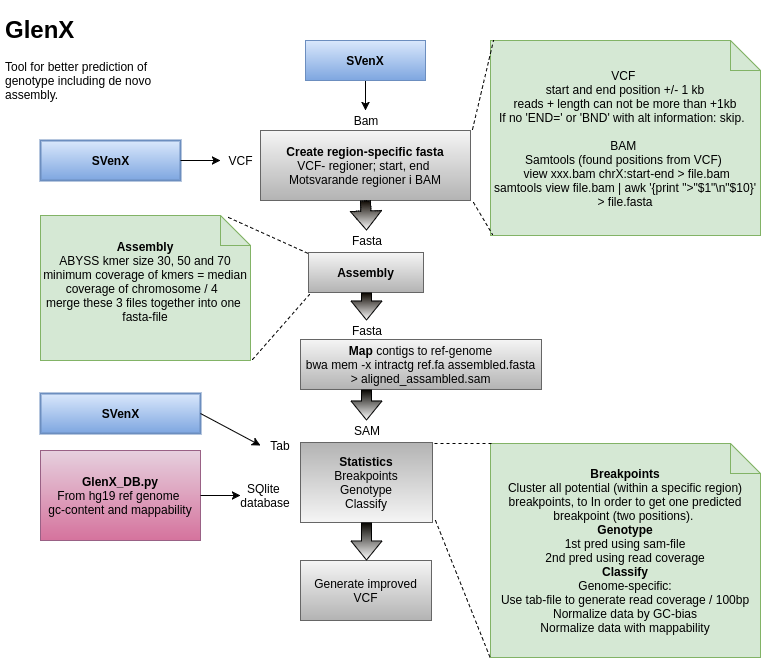 GlenX
Tool for better prediction of
genotype including de novo
assembly.
SVenX
Bam
SVenX
VCF
Create region-specific fasta
VCF- regioner; start, end
Motsvarande regioner i BAM
VCF
start and end position +/- 1 kb
reads + length can not be more than +1kb
If no 'END=' or 'BND' with alt information: skip.
BAM
Samtools (found positions from VCF)
view xxx.bam chrX:start-end > file.bam
samtools view file.bam | awk '{print ">"$1"\n"$10}'
> file.fasta
Fasta
Assembly
ABYSS kmer size 30, 50 and 70
minimum coverage of kmers = median
coverage of chromosome / 4
merge these 3 files together into one
fasta-file
Assembly
Fasta
Map contigs to ref-genome
bwa mem -x intractg ref.fa assembled.fasta
> aligned_assambled.sam
SAM
SVenX
Tab
GlenX_DB.py
From hg19 ref genome
gc-content and mappability
SQlite
database
Statistics
Breakpoints
Genotype
Classify
Breakpoints
Cluster all potential (within a specific region)
breakpoints, to In order to get one predicted
breakpoint (two positions).
Genotype
1st pred using sam-file
2nd pred using read coverage
Classify
Genome-specific:
Use tab-file to generate read coverage / 100bp
Normalize data by GC-bias
Normalize data with mappability
Generate improved
VCF